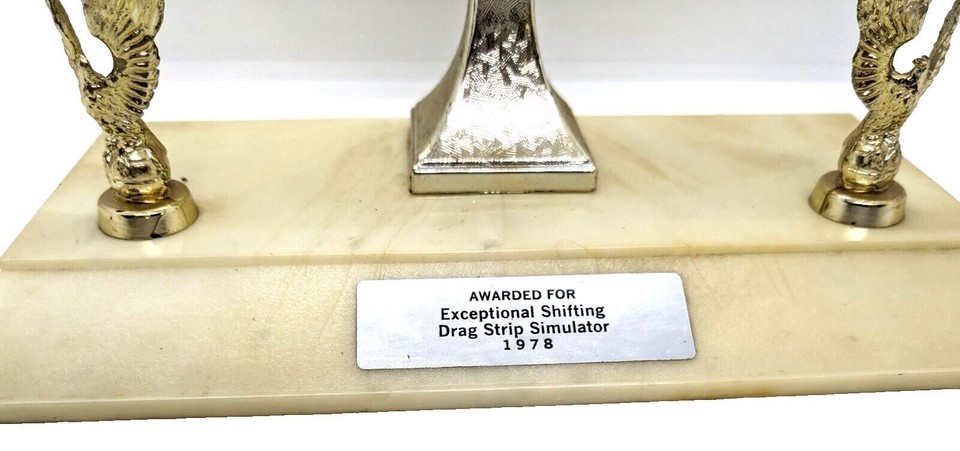 AWARDED FOR
Exceptional Shifting
Drag Strip Simulator
1978